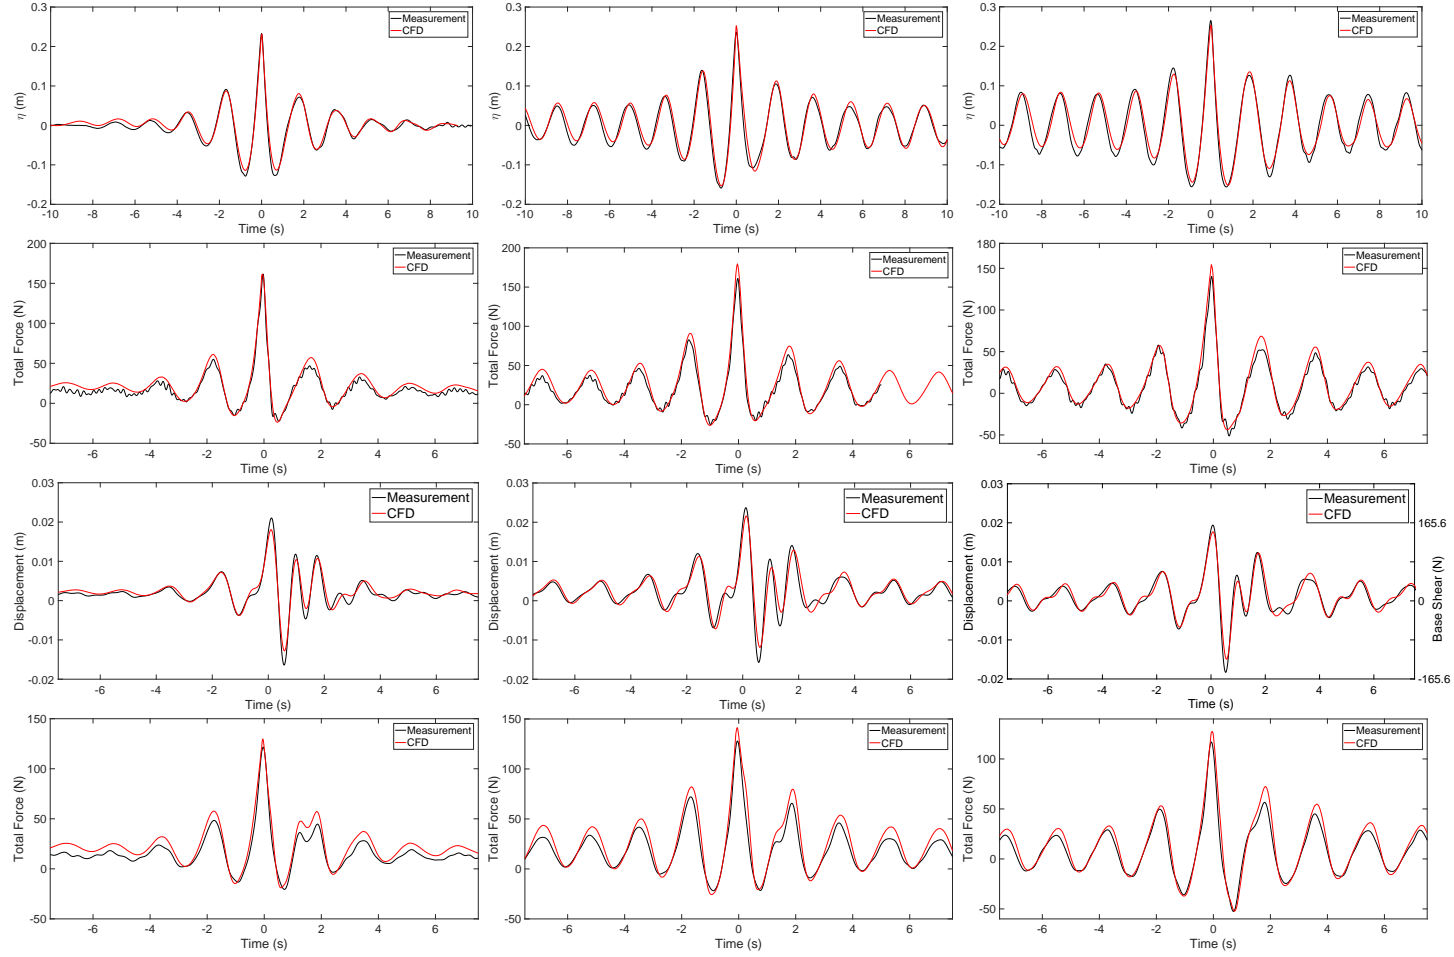 0.3
0.2
0.1
0
-0.1
-0.2
η (m)
-10 -8 -6 -4 -2 0 2 4 6 8 10
Time (s)
Measurement
CFD
0.3
0.2
0.1
0
-0.1
-0.2
η (m)
-10 -8 -6 -4 -2 0 2 4 6 8 10
Time (s)
Measurement
CFD
0.3
0.2
0.1
0
-0.1
-0.2
η (m)
-10 -8 -6 -4 -2 0 2 4 6 8 10
Time (s)
Measurement
CFD
200
150
100
50
0
-50
Total Force (N)
-6 -4 -2 0 2 4 6
Time (s)
Measurement
CFD
200
150
100
50
0
-50
Total Force (N)
-6 -4 -2 0 2 4 6
Time (s)
Measurement
CFD
180
150
100
50
0
-50
Total Force (N)
-6 -4 -2 0 2 4 6
Time (s)
Measurement
CFD
0.03
0.02
0.01
0
-0.01
-0.02
Displacement (m)
-6 -4 -2 0 2 4 6
Time (s)
Measurement
CFD
0.03
0.02
0.01
0
-0.01
-0.02
Displacement (m)
-6 -4 -2 0 2 4 6
Time (s)
Measurement
CFD
0.03
0.02
0.01
0
-0.01
-0.02
Displacement (m)
-6 -4 -2 0 2 4 6
Time (s)
Measurement
CFD
165.6
0
-165.6
Base Shear (N)
150
100
50
0
-50
Total Force (N)
-6 -4 -2 0 2 4 6
Time (s)
Measurement
CFD
150
100
50
0
-50
Total Force (N)
-6 -4 -2 0 2 4 6
Time (s)
Measurement
CFD
100
50
0
-50
Total Force (N)
-6 -4 -2 0 2 4 6
Time (s)
Measurement
CFD